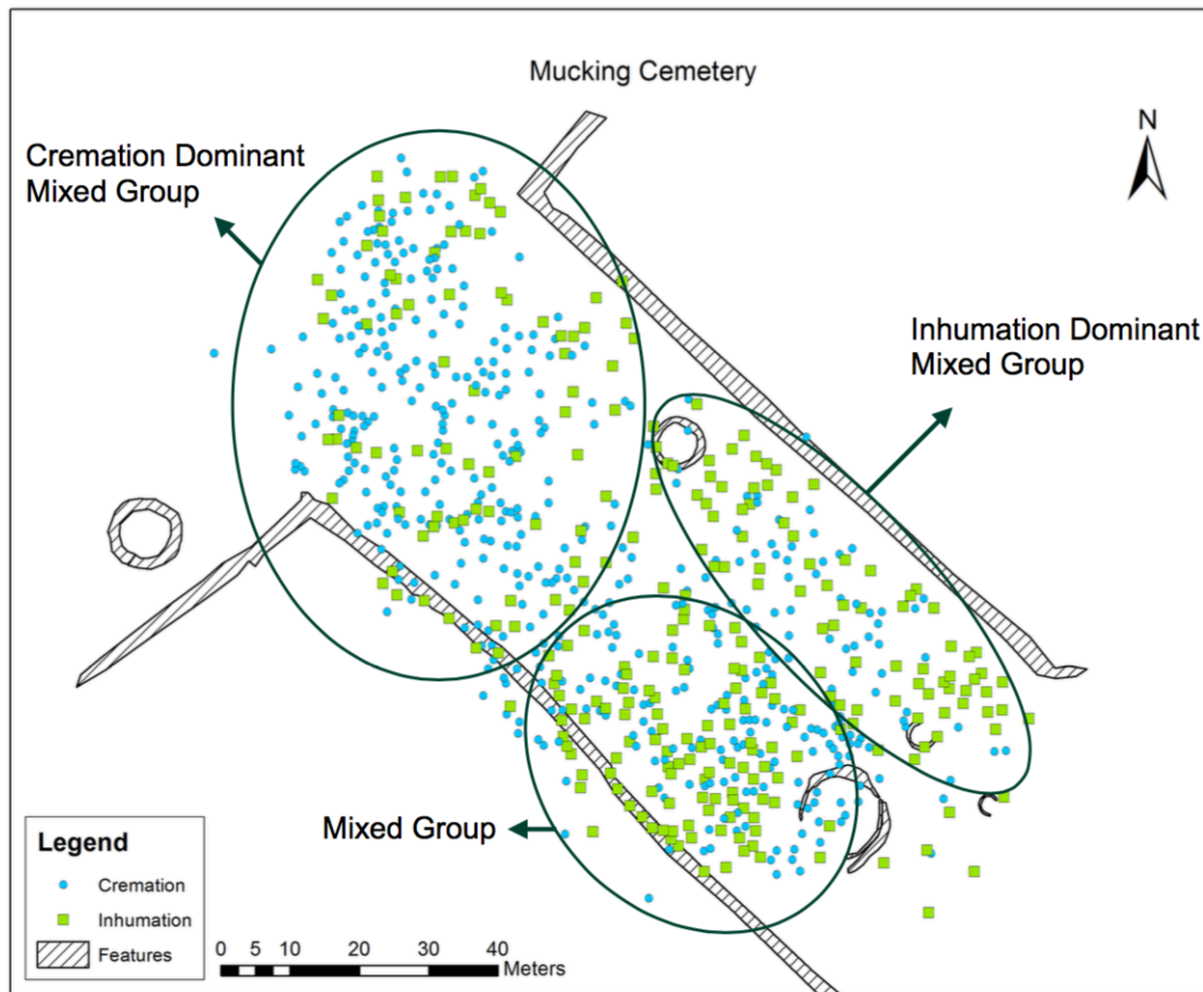 Mucking Cemetery
N
Cremation Dominant
Mixed Group
Inhumation Dominant
Mixed Group
Mixed Group
Legend
Cremation
Inhumation
Features
0 5 10 20 30 40
Meters